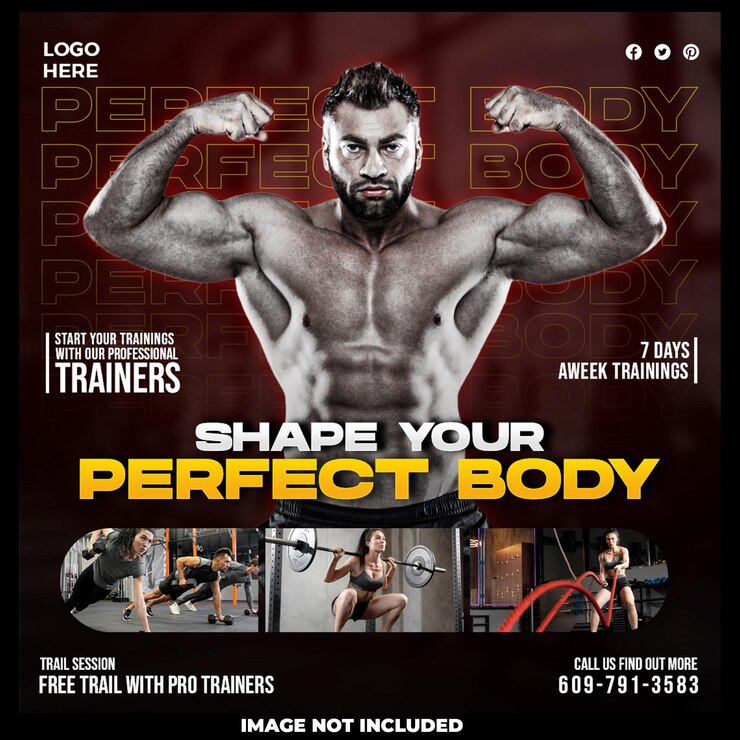 LOGO
HERE
PERFECT BODY
PERFECT BODY
PERFECT BODY
PERFECT BODY
PERFECT BODY
PERFECT BODY
START YOUR TRAININGS
WITH OUR PROFESSIONAL
TRAINERS
7 DAYS
AWEEK TRAININGS
SHAPE YOUR
PERFECT BODY
TRAIL SESSION
FREE TRAIL WITH PRO TRAINERS
CALL US FIND OUT MORE
609-791-3583
IMAGE NOT INCLUDED